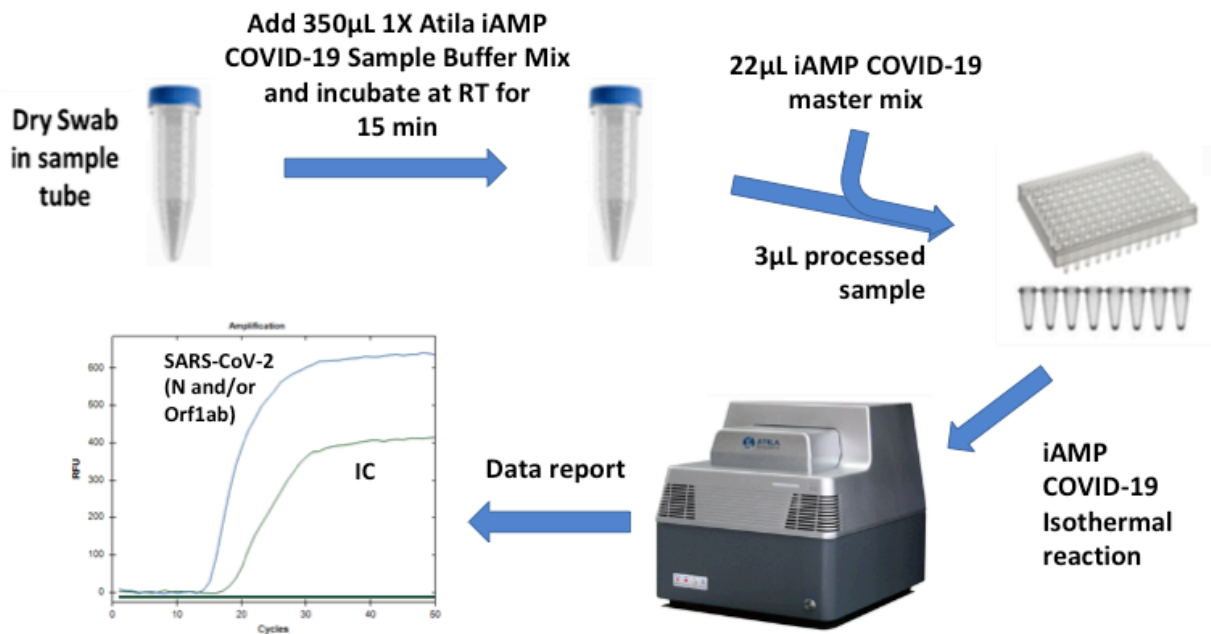 Add 350µL 1X Atila iAMP
COVID-19 Sample Buffer Mix
and incubate at RT for
15 min
Dry Swab
in sample
tube
22µL iAMP COVID-19
master mix
3µL processed
sample
iAMP
COVID-19
Isothermal
reaction
ATILA
Data report
Amplification
SARS-CoV-2
(N and/or
Orf1ab)
IC
RFU
600
500
400
300
200
100
0
0
10
20
30
40
50
60
Cycles